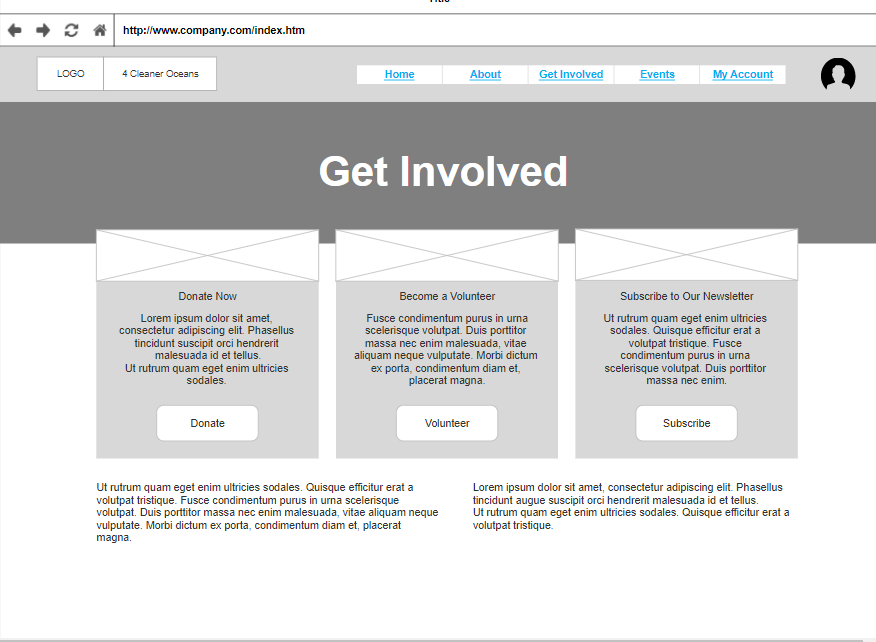 Title
http://www.company.com/index.htm
LOGO
4 Cleaner Oceans
Home
About
Get Involved
Events
My Account
Get Involved
Donate Now
Lorem ipsum dolor sit amet,
consectetur adipiscing elit. Phasellus
tincidunt suscipit orci hendrerit
malesuada id et tellus.
Ut rutrum quam eget enim ultricies
sodales.
Donate
Become a Volunteer
Fusce condimentum purus in urna
scelerisque volutpat. Duis porttitor
massa nec enim malesuada, vitae
aliquam neque vulputate. Morbi dictum
ex porta, condimentum diam et,
placerat magna.
Volunteer
Subscribe to Our Newsletter
Ut rutrum quam eget enim ultricies
sodales. Quisque efficitur erat a
volutpat tristique. Fusce
condimentum purus in urna
scelerisque volutpat. Duis porttitor
massa nec enim.
Subscribe
Ut rutrum quam eget enim ultricies sodales. Quisque efficitur erat a
volutpat tristique. Fusce condimentum purus in urna scelerisque
volutpat. Duis porttitor massa nec enim malesuada, vitae aliquam neque
vulputate. Morbi dictum ex porta, condimentum diam et, placerat
magna.
Lorem ipsum dolor sit amet, consectetur adipiscing elit. Phasellus
tincidunt augue suscipit orci hendrerit malesuada id et tellus.
Ut rutrum quam eget enim ultricies sodales. Quisque efficitur erat a
volutpat tristique.